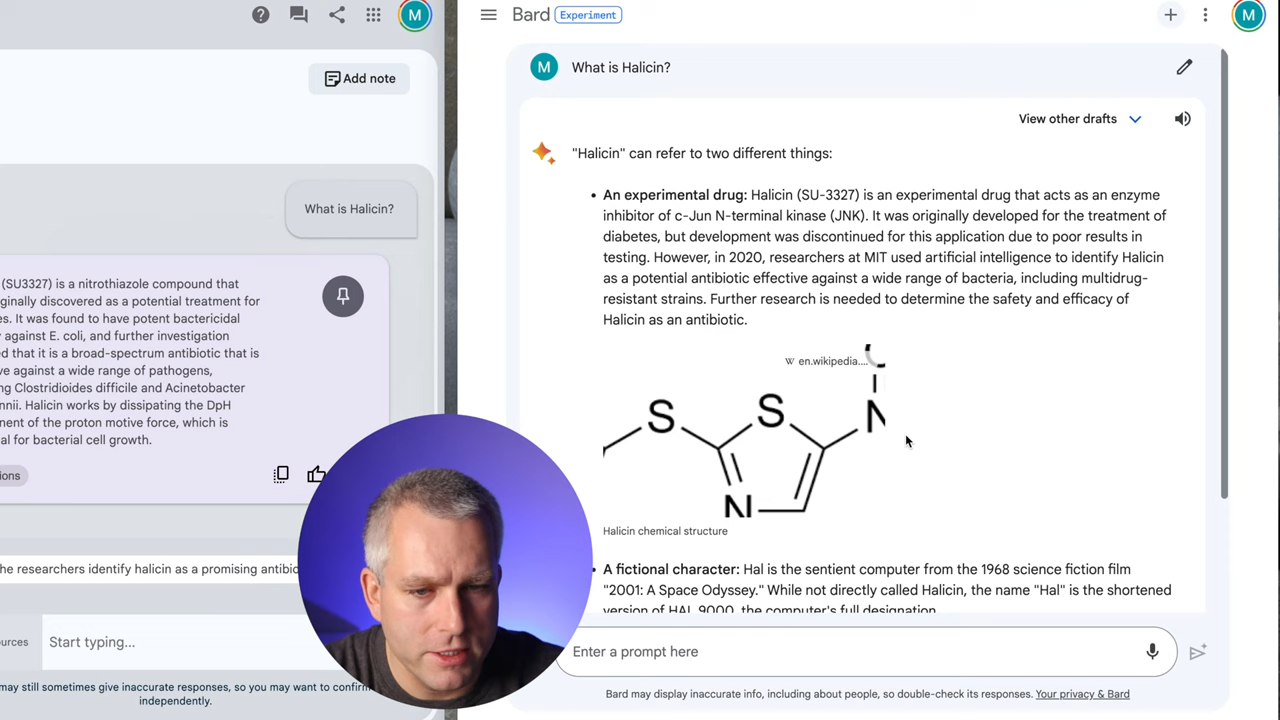 M
Add note
What is Halicin?
(SU3327) is a nitrothiazole compound that
ginally discovered as a potential treatment for
es. It was found to have potent bactericidal
against E. coli, and further investigation
ed that it is a broad-spectrum antibiotic that is
ve against a wide range of pathogens,
ng Clostridioides difficile and Acinetobacter
nnii. Halicin works by dissipating the DpH
nent of the proton motive force, which is
al for bacterial cell growth.
ions
he researchers identify halicin as a promising antibio
urces
Start typing...
may still sometimes give inaccurate responses, so you may want to confirm
independently.
Bard Experiment
M
M What is Halicin?
View other drafts
"Halicin" can refer to two different things:
• An experimental drug: Halicin (SU-3327) is an experimental drug that acts as an enzyme
inhibitor of c-Jun N-terminal kinase (JNK). It was originally developed for the treatment of
diabetes, but development was discontinued for this application due to poor results in
testing. However, in 2020, researchers at MIT used artificial intelligence to identify Halicin
as a potential antibiotic effective against a wide range of bacteria, including multidrug-
resistant strains. Further research is needed to determine the safety and efficacy of
Halicin as an antibiotic.
W en.wikipedia....
S S N
N
Halicin chemical structure
• A fictional character: Hal is the sentient computer from the 1968 science fiction film
"2001: A Space Odyssey." While not directly called Halicin, the name "Hal" is the shortened
version of HAL 9000, the computer's full designation.
Enter a prompt here
Bard may display inaccurate info, including about people, so double-check its responses. Your privacy & Bard